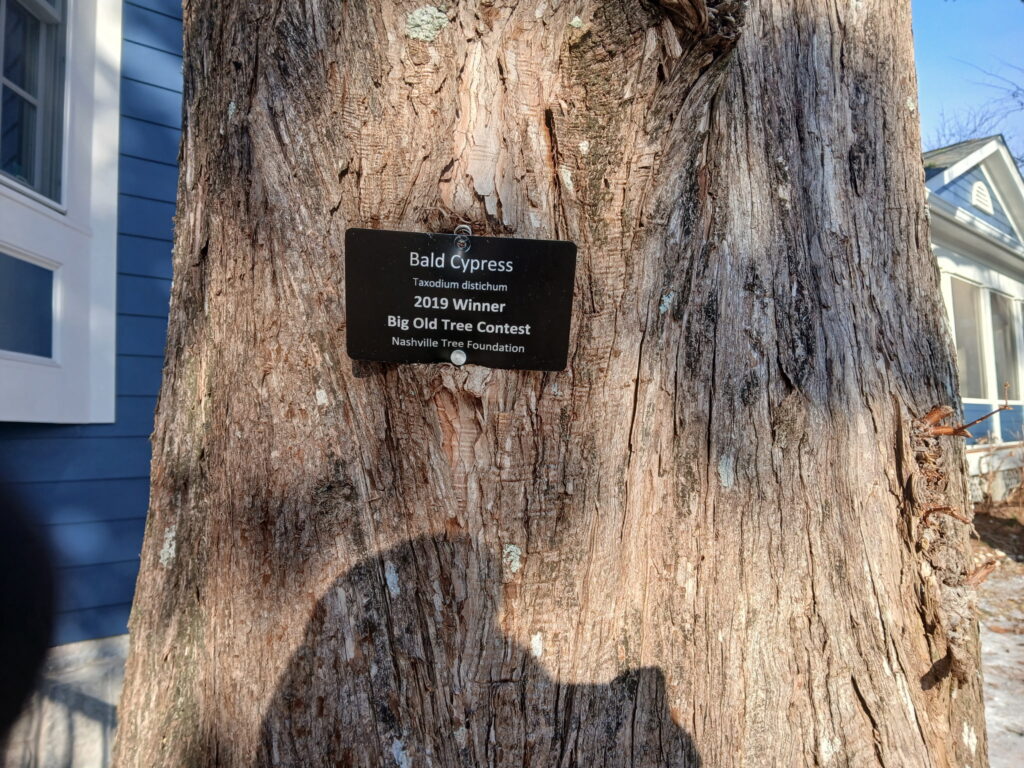 Bald Cypress
Taxodium distichum
2019 Winner
Big Old Tree Contest
Nashville Tree Foundation